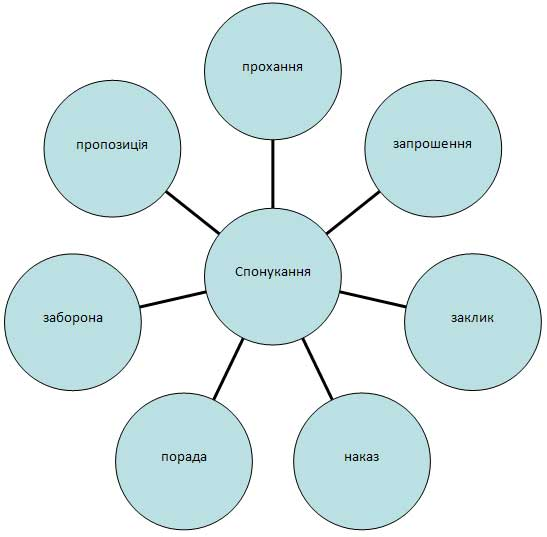 прохання
пропозиція
запрошення
Спонукання
заборона
заклик
порада
наказ